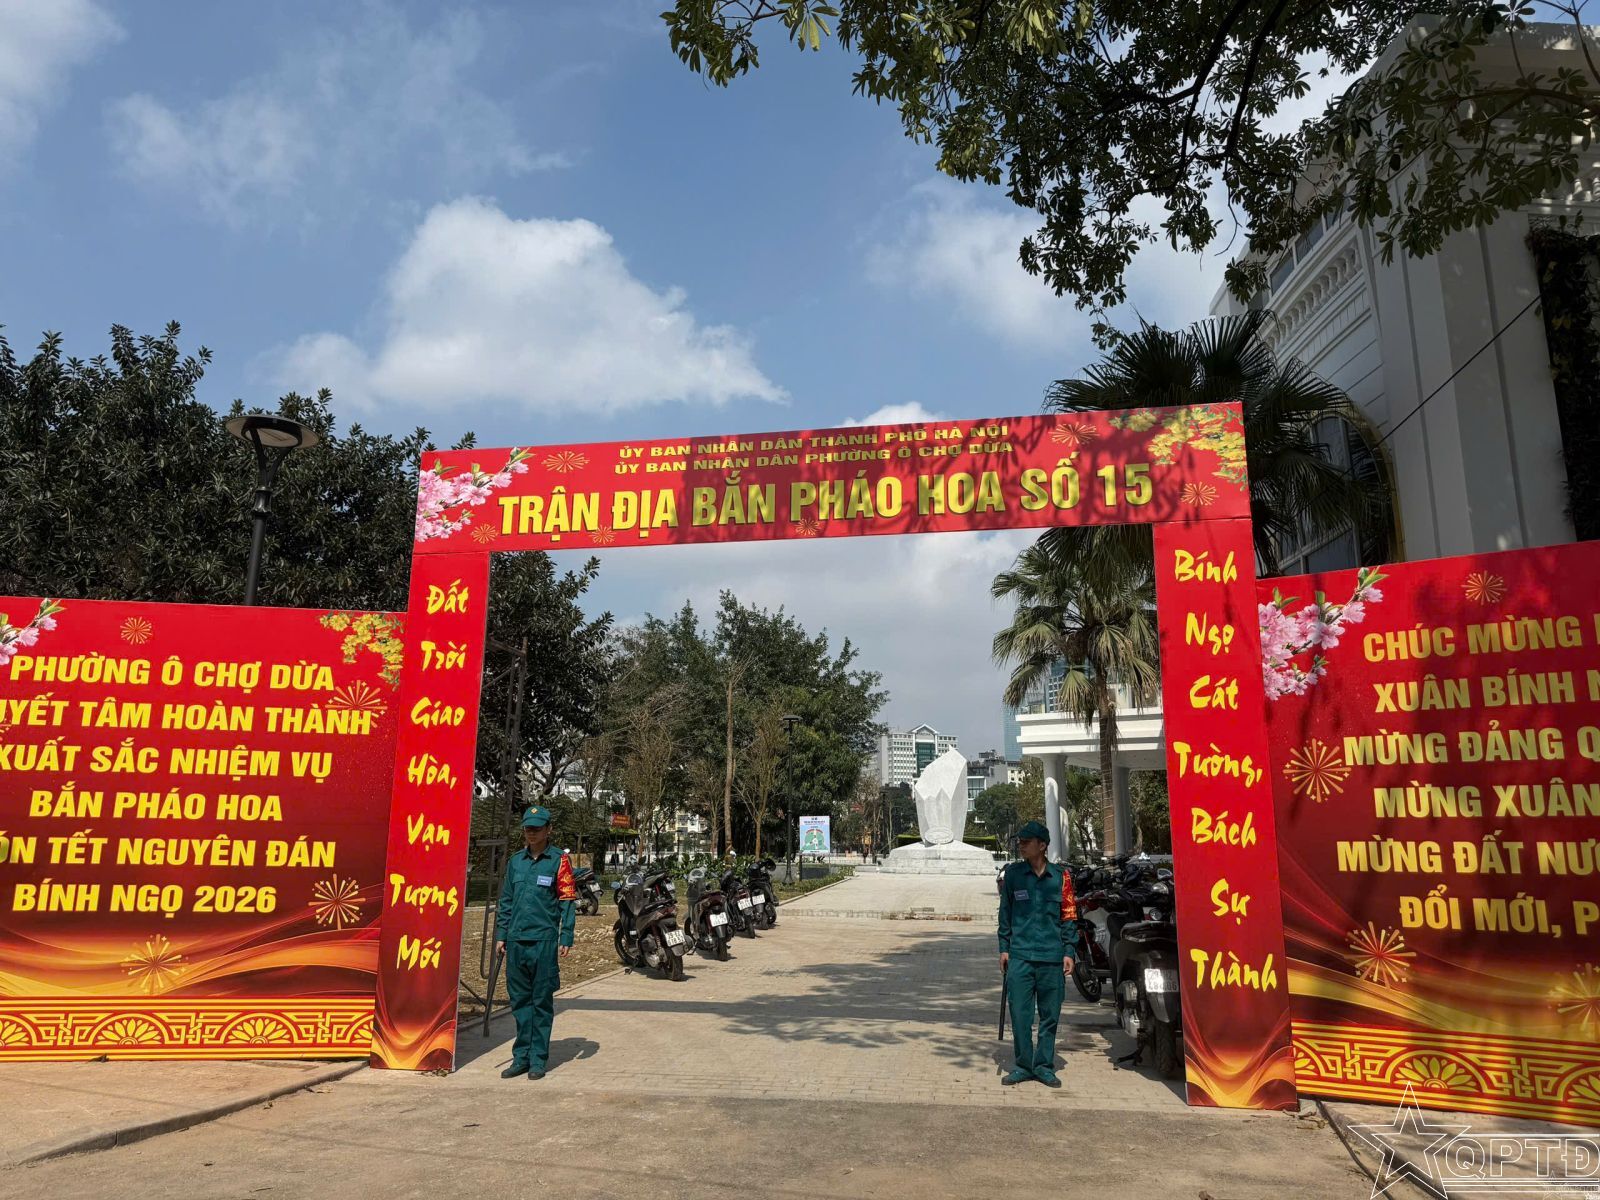 ỦY BAN NHÂN DÂN THÀNH PHỐ HÀ NỘI
ỦY BAN NHÂN DÂN PHƯỜNG Ô CHỢ DỪA
TRẬN ĐỊA BẮN PHÁO HOA SỐ 15
PHƯỜNG Ô CHỢ DỪA
TÂM HOÀN THÀNH
XUẤT SẮC NHIỆM VỤ
BẮN PHÁO HOA
TẾT NGUYÊN ĐÁN
BÍNH NGỌ 2026
Đất
Trời
Giao
Hòa,
Vạn
Tượng
Mới
Bính
Ngọ
Cát
Tường,
Bách
Sự
Thành
CHÚC MỪNG
XUÂN BÍNH
MỪNG ĐẢNG
MỪNG XUÂN
MỪNG ĐẤT
ĐỔI MỚI,
QPTĐ